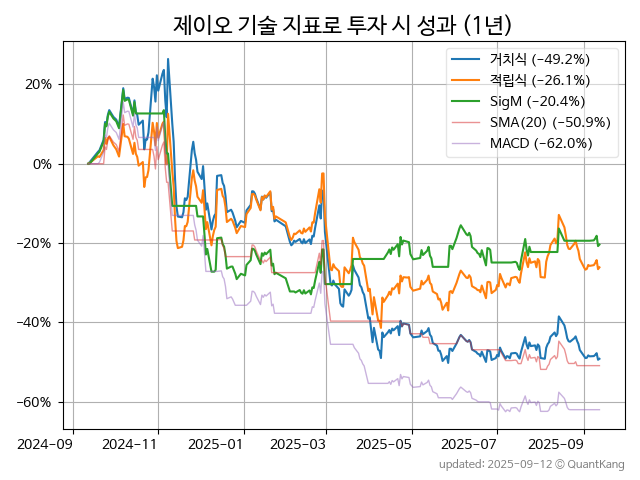 제이오 기술 지표로 투자 시 성과 (1년)
거치식 (−49.2%)
적립식 (−26.1%)
SigM (−20.4%)
SMA(20) (−50.9%)
MACD (−62.0%)
20%
0%
−20%
−40%
−60%
2024-09 2024-11 2025-01 2025-03 2025-05 2025-07 2025-09
updated: 2025-09-12 ⓒ QuantKang